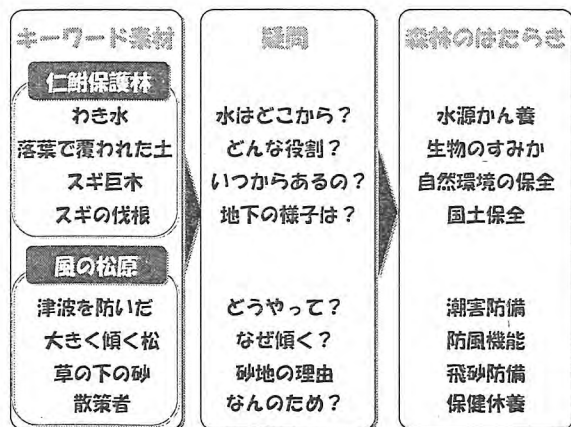 キーワード素材
仁鮒保護林
わき水
落葉で覆われた土
スギ巨木
スギの伐根
風の松原
津波を防いだ
大きく傾く松
草の下の砂
散策者
疑問
水はどこから？
どんな役割？
いつからあるの？
地下の様子は？
どうやって？
なぜ傾く？
砂地の理由
なんのため？
森林のはたらき
水源かん養
生物のすみか
自然環境の保全
国土保全
潮害防備
防風機能
飛砂防備
保健休養